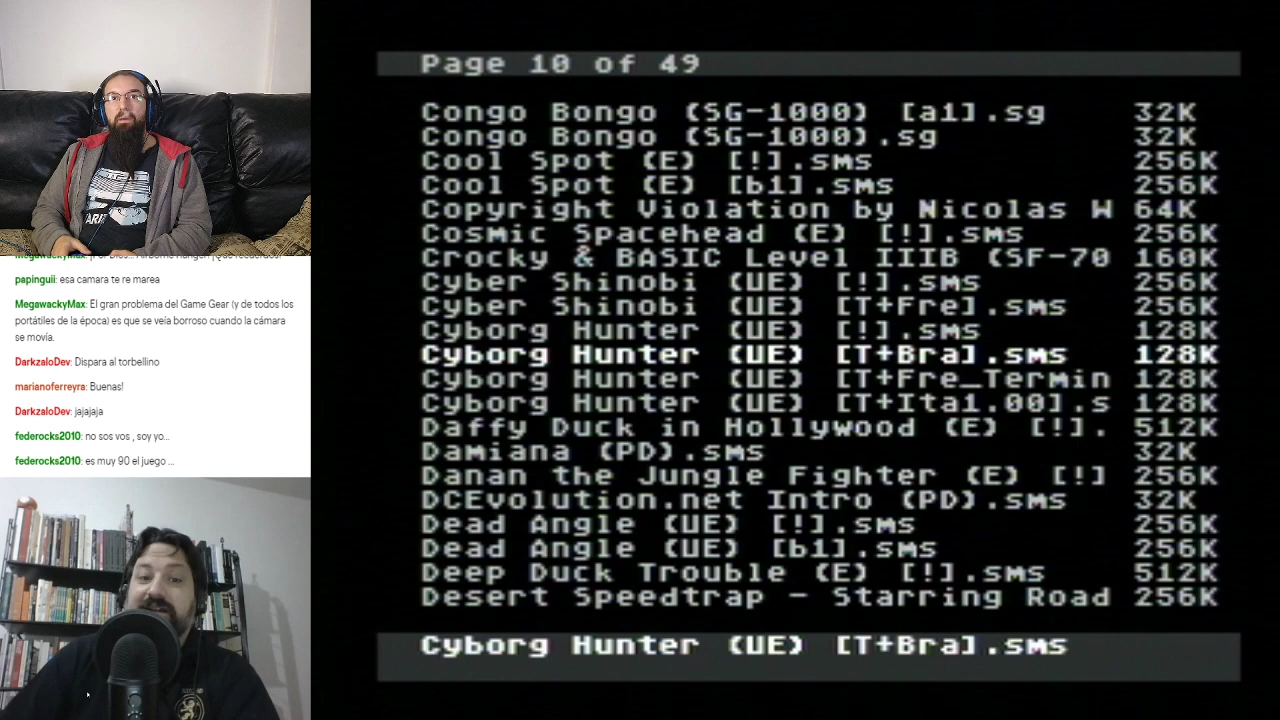 MegawackyMax: ¡Por Dios... Airborne Ranger! ¡Qué recuerdos!
papinguii: esa camara te re marea
MegawackyMax: El gran problema del Game Gear (y de todos los
portátiles de la época) es que se veía borroso cuando la cámara
se movía.
DarkzaloDev: Dispara al torbellino
marianoferreyra: Buenas!
DarkzaloDev: jajajaja
federocks2010: no sos vos , soy yo...
federocks2010: es muy 90 el juego ...
Page 10 of 49
Congo Bongo (SG-1000) [a1].sg 32K
Congo Bongo (SG-1000).sg 32K
Cool Spot (E) [!].sms 256K
Cool Spot (E) [b1].sms 256K
Copyright Violation by Nicolas W 64K
Cosmic Spacehead (E) [!].sms 256K
Crocky & BASIC Level IIIB (SF-70 160K
Cyber Shinobi (UE) [!].sms 256K
Cyber Shinobi (UE) [T+Fre].sms 256K
Cyborg Hunter (UE) [!].sms 128K
Cyborg Hunter (UE) [T+Bra].sms 128K
Cyborg Hunter (UE) [T+Fre_Termin 128K
Cyborg Hunter (UE) [T+Ita1.00].s 128K
Daffy Duck in Hollywood (E) [!]. 512K
Damiana (PD).sms 32K
Danan the Jungle Fighter (E) [!] 256K
DCEvolution.net Intro (PD).sms 32K
Dead Angle (UE) [!].sms 256K
Dead Angle (UE) [b1].sms 256K
Deep Duck Trouble (E) [!].sms 512K
Desert Speedtrap - Starring Road 256K
Cyborg Hunter (UE) [T+Bra].sms